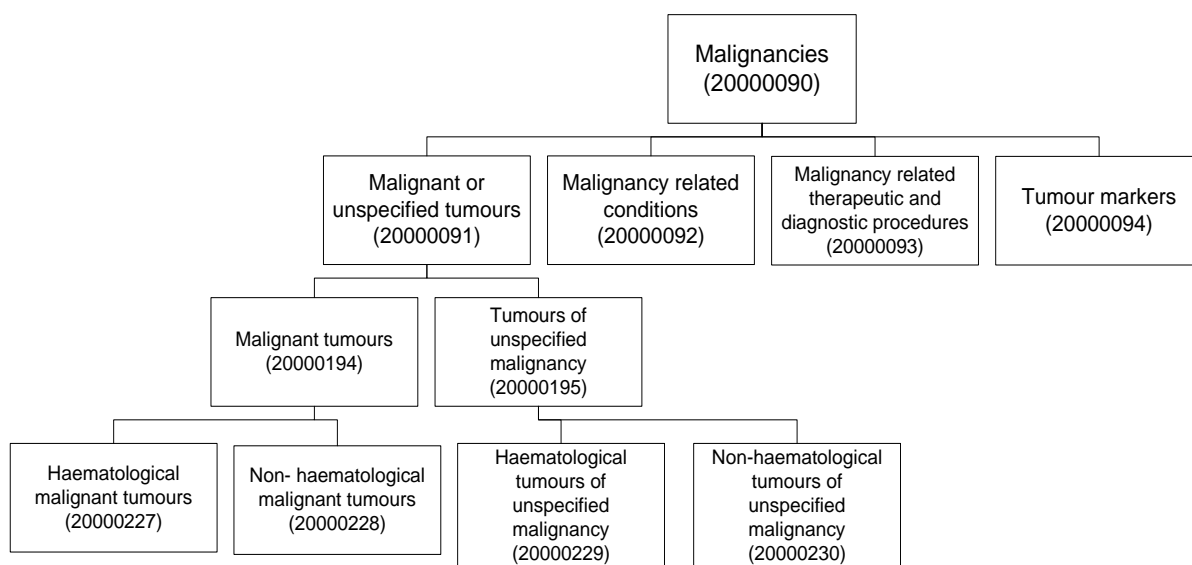 Malignancies
(20000090)
Malignant or
unspecified tumours
(20000091)
Malignancy related
conditions
(20000092)
Malignancy related
therapeutic and
diagnostic procedures
(20000093)
Tumour markers
(20000094)
Malignant tumours
(20000194)
Tumours of
unspecified
malignancy
(20000195)
Haematological
malignant tumours
(20000227)
Non- haematological
malignant tumours
(20000228)
Haematological
tumours of
unspecified
malignancy
(20000229)
Non-haematological
tumours of
unspecified
malignancy
(20000230)